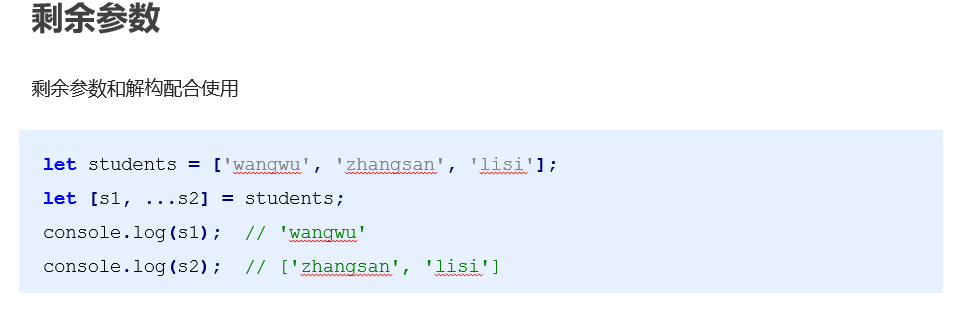 剩余参数
剩余参数和解构配合使用
let students = ['wangwu', 'zhangsan', 'lisi'];
let [s1, ...s2] = students;
console.log(s1);  // 'wangwu'
console.log(s2);  // ['zhangsan', 'lisi']